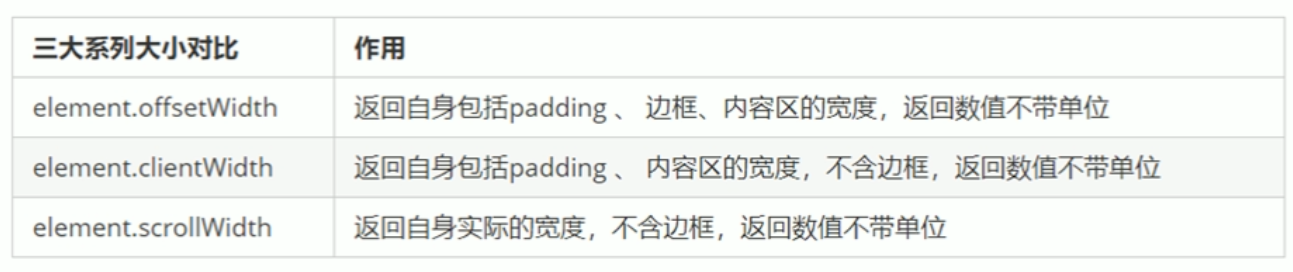 三大系列大小对比 作用
element.offsetWidth 返回自身包括padding 、 边框、内容区的宽度，返回数值不带单位
element.clientWidth 返回自身包括padding 、 内容区的宽度，不含边框，返回数值不带单位
element.scrollWidth 返回自身实际的宽度，不含边框，返回数值不带单位